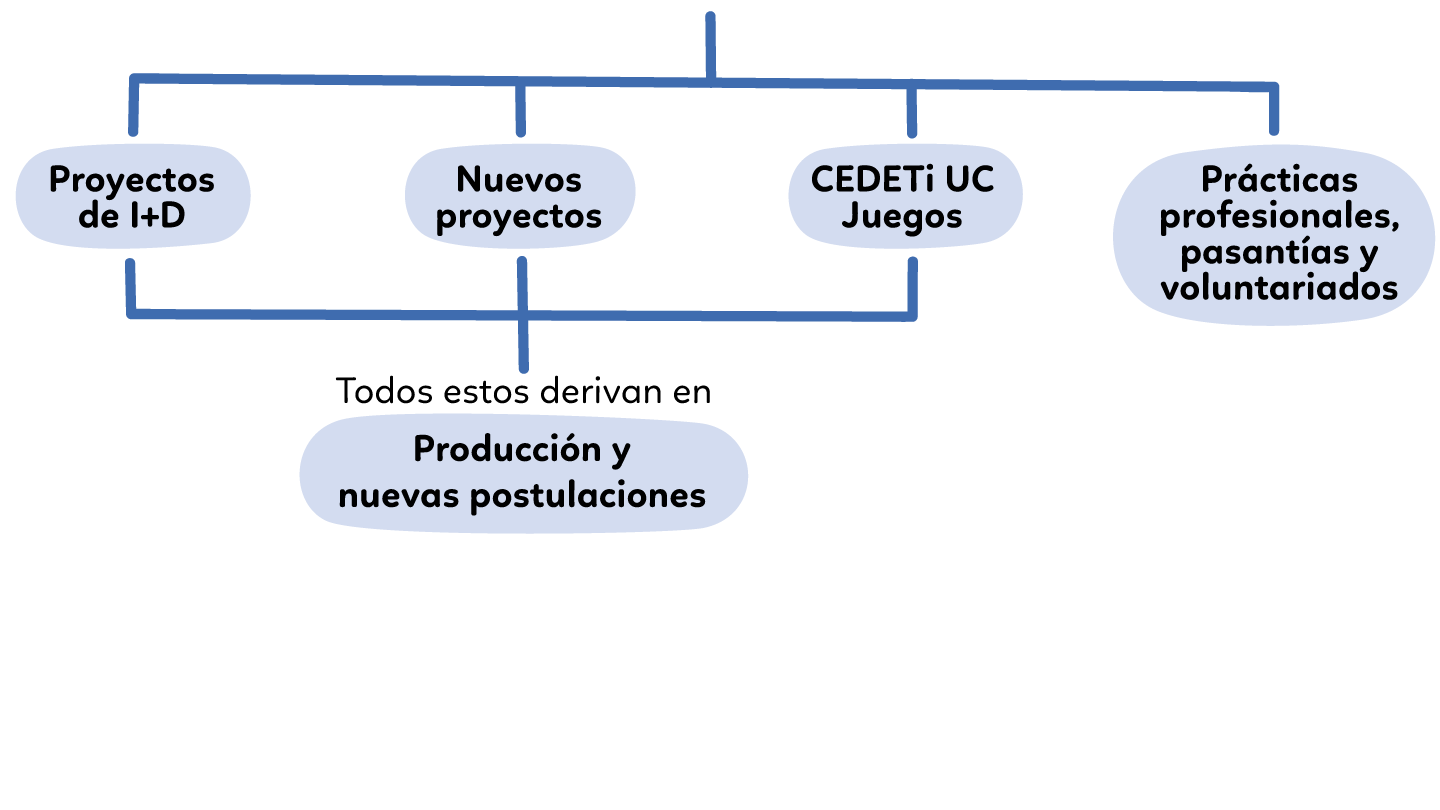 Proyectos
de I+D
Nuevos
proyectos
CEDETi UC
Juegos
Prácticas
profesionales,
pasantías y
voluntariados
Todos estos derivan en
Producción y
nuevas postulaciones